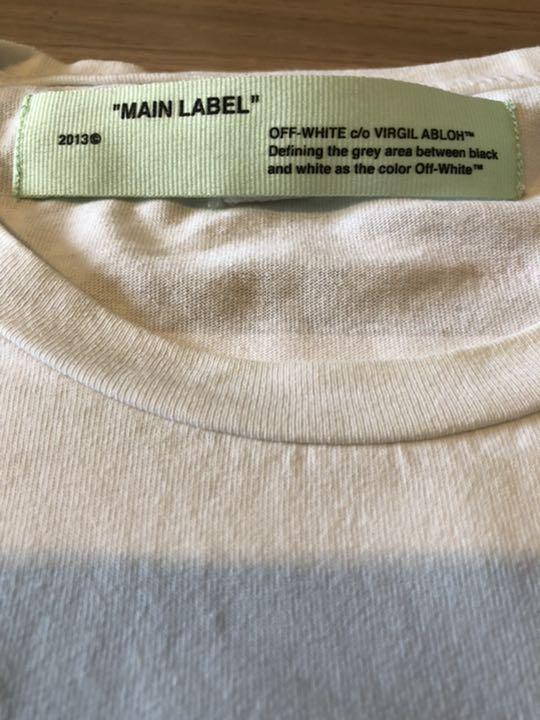 "MAIN LABEL"
2013©
OFF-WHITE c/o VIRGIL ABLOH™
Defining the grey area between black
and white as the color Off-White™